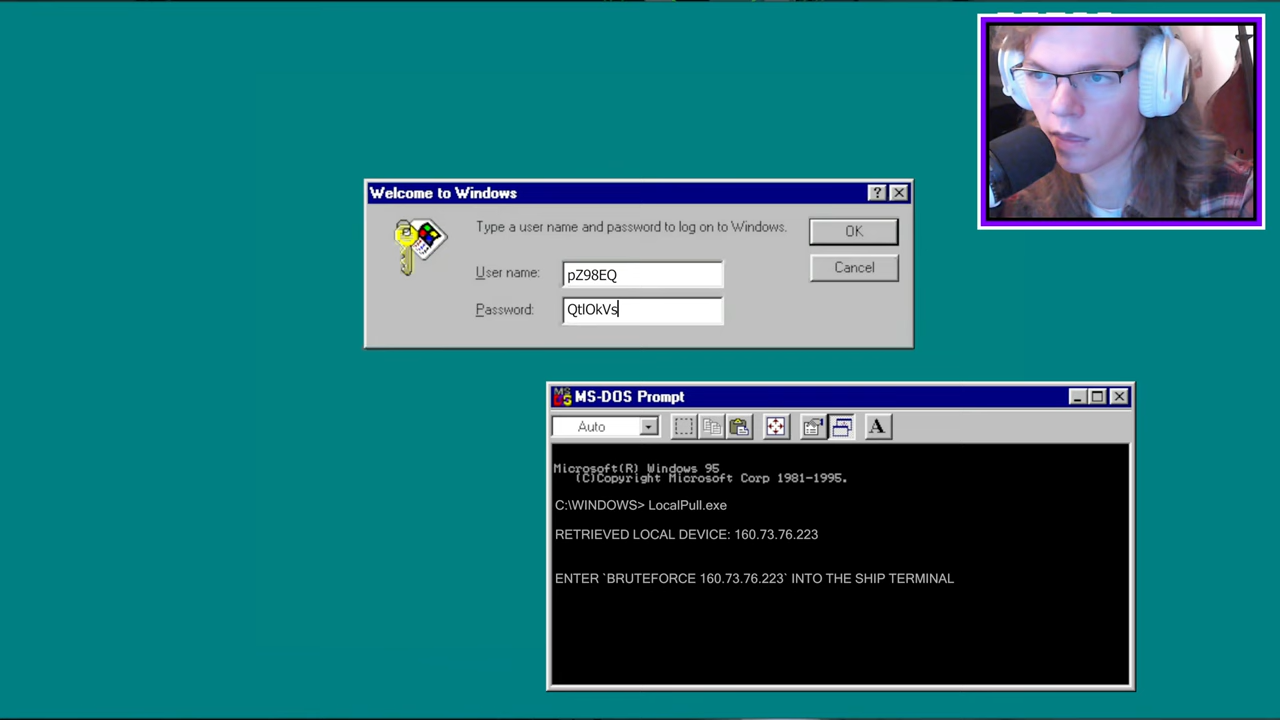 Welcome to Windows
Type a user name and password to log on to Windows.
OK
User name:
pZ98EQ
Cancel
Password:
QtlOkVs
MS-DOS Prompt
Auto
A
Microsoft(R) Windows 95
(C)Copyright Microsoft Corp 1981-1995.
C:\WINDOWS> LocalPull.exe
RETRIEVED LOCAL DEVICE: 160.73.76.223
ENTER `BRUTEFORCE 160.73.76.223` INTO THE SHIP TERMINAL